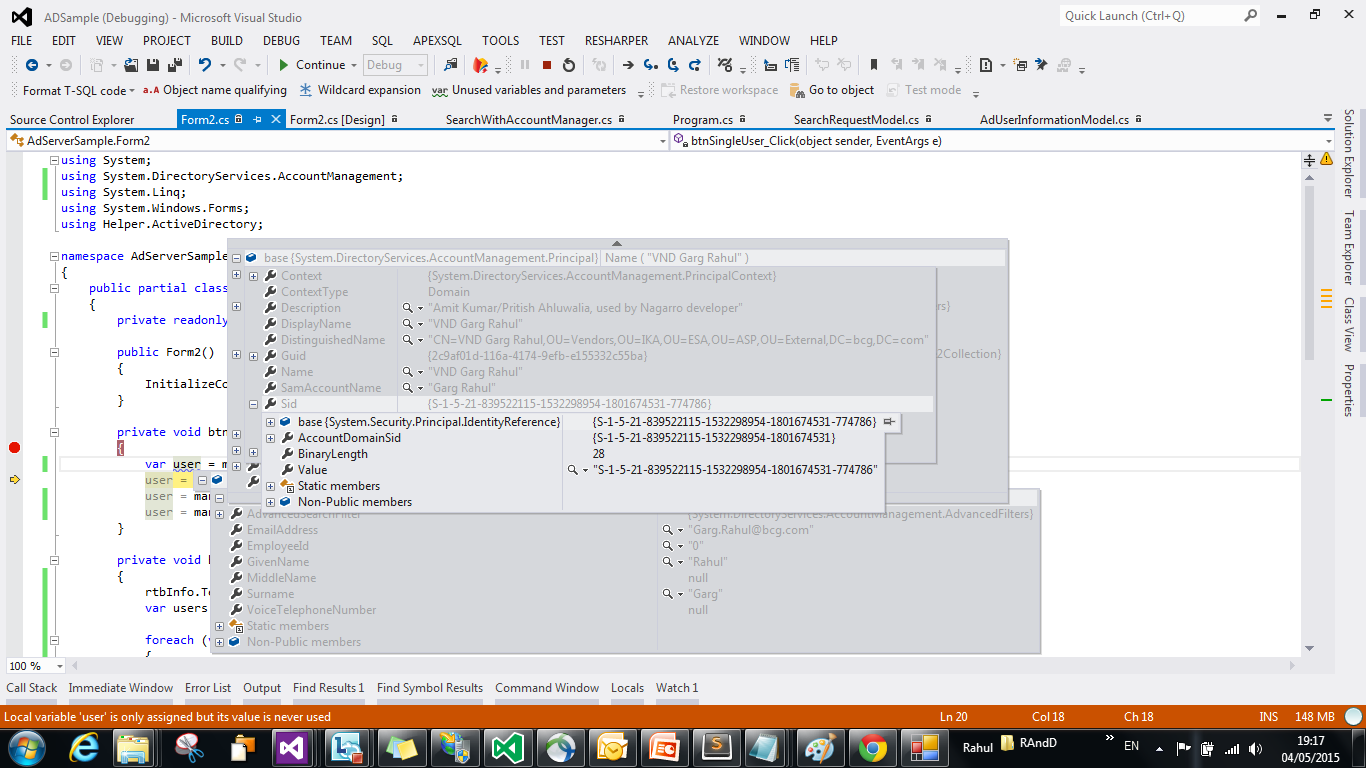 ADSample (Debugging) - Microsoft Visual Studio
Quick Launch (Ctrl+Q)
FILE EDIT VIEW PROJECT BUILD DEBUG TEAM SQL APEXSQL TOOLS TEST RESHARPER ANALYZE WINDOW HELP
Continue Debug
Format T-SQL code a.A Object name qualifying Wildcard expansion var Unused variables and parameters Restore workspace Go to object Test mode
Source Control Explorer Form2.cs Form2.cs [Design] SearchWithAccountManager.cs Program.cs SearchRequestModel.cs AdUserInformationModel.cs
AdServerSample.Form2 btnSingleUser_Click(object sender, EventArgs e)
using System;
using System.DirectoryServices.AccountManagement;
using System.Linq;
using System.Windows.Forms;
using Helper.ActiveDirectory;
namespace AdServerSample
base {System.DirectoryServices.AccountManagement.Principal} Name ( "VND Garg Rahul" )
{
Context {System.DirectoryServices.AccountManagement.PrincipalContext}
public partial class
ContextType Domain
{
Description "Amit Kumar/Pritish Ahluwalia, used by Nagarro developer"
private readonly
DisplayName "VND Garg Rahul"
DistinguishedName "CN=VND Garg Rahul,OU=Vendors,OU=IKA,OU=ESA,OU=ASP,OU=External,DC=bcg,DC=com"
public Form2()
Guid {2c9af01d-116a-4174-9efb-e155332c55ba} 2Collection}
{
Name "VND Garg Rahul"
InitializeCo
SamAccountName "Garg Rahul"
}
Sid {S-1-5-21-839522115-1532298954-1801674531-774786}
base {System.Security.Principal.IdentityReference} {S-1-5-21-839522115-1532298954-1801674531-774786}
private void btn
AccountDomainSid {S-1-5-21-839522115-1532298954-1801674531}
{
BinaryLength 28
var user = m
Value "S-1-5-21-839522115-1532298954-1801674531-774786"
user =
Static members
user = mar
Non-Public members
user = mar
AdvancedSearchFilter {System.DirectoryServices.AccountManagement.AdvancedFilters}
}
EmailAddress "Garg.Rahul@bcg.com"
EmployeeId "0"
private void b
GivenName "Rahul"
{
MiddleName null
rtbInfo.Te
Surname "Garg"
var users
VoiceTelephoneNumber null
Static members
foreach (v
Non-Public members
{
100 %
Solution Explorer
Team Explorer
Class View
Properties
Call Stack Immediate Window Error List Output Find Results 1 Find Symbol Results Command Window Locals Watch 1
Local variable 'user' is only assigned but its value is never used Ln 20 Col 18 Ch 18 INS 148 MB
Rahul RAndD EN 19:17
04/05/2015